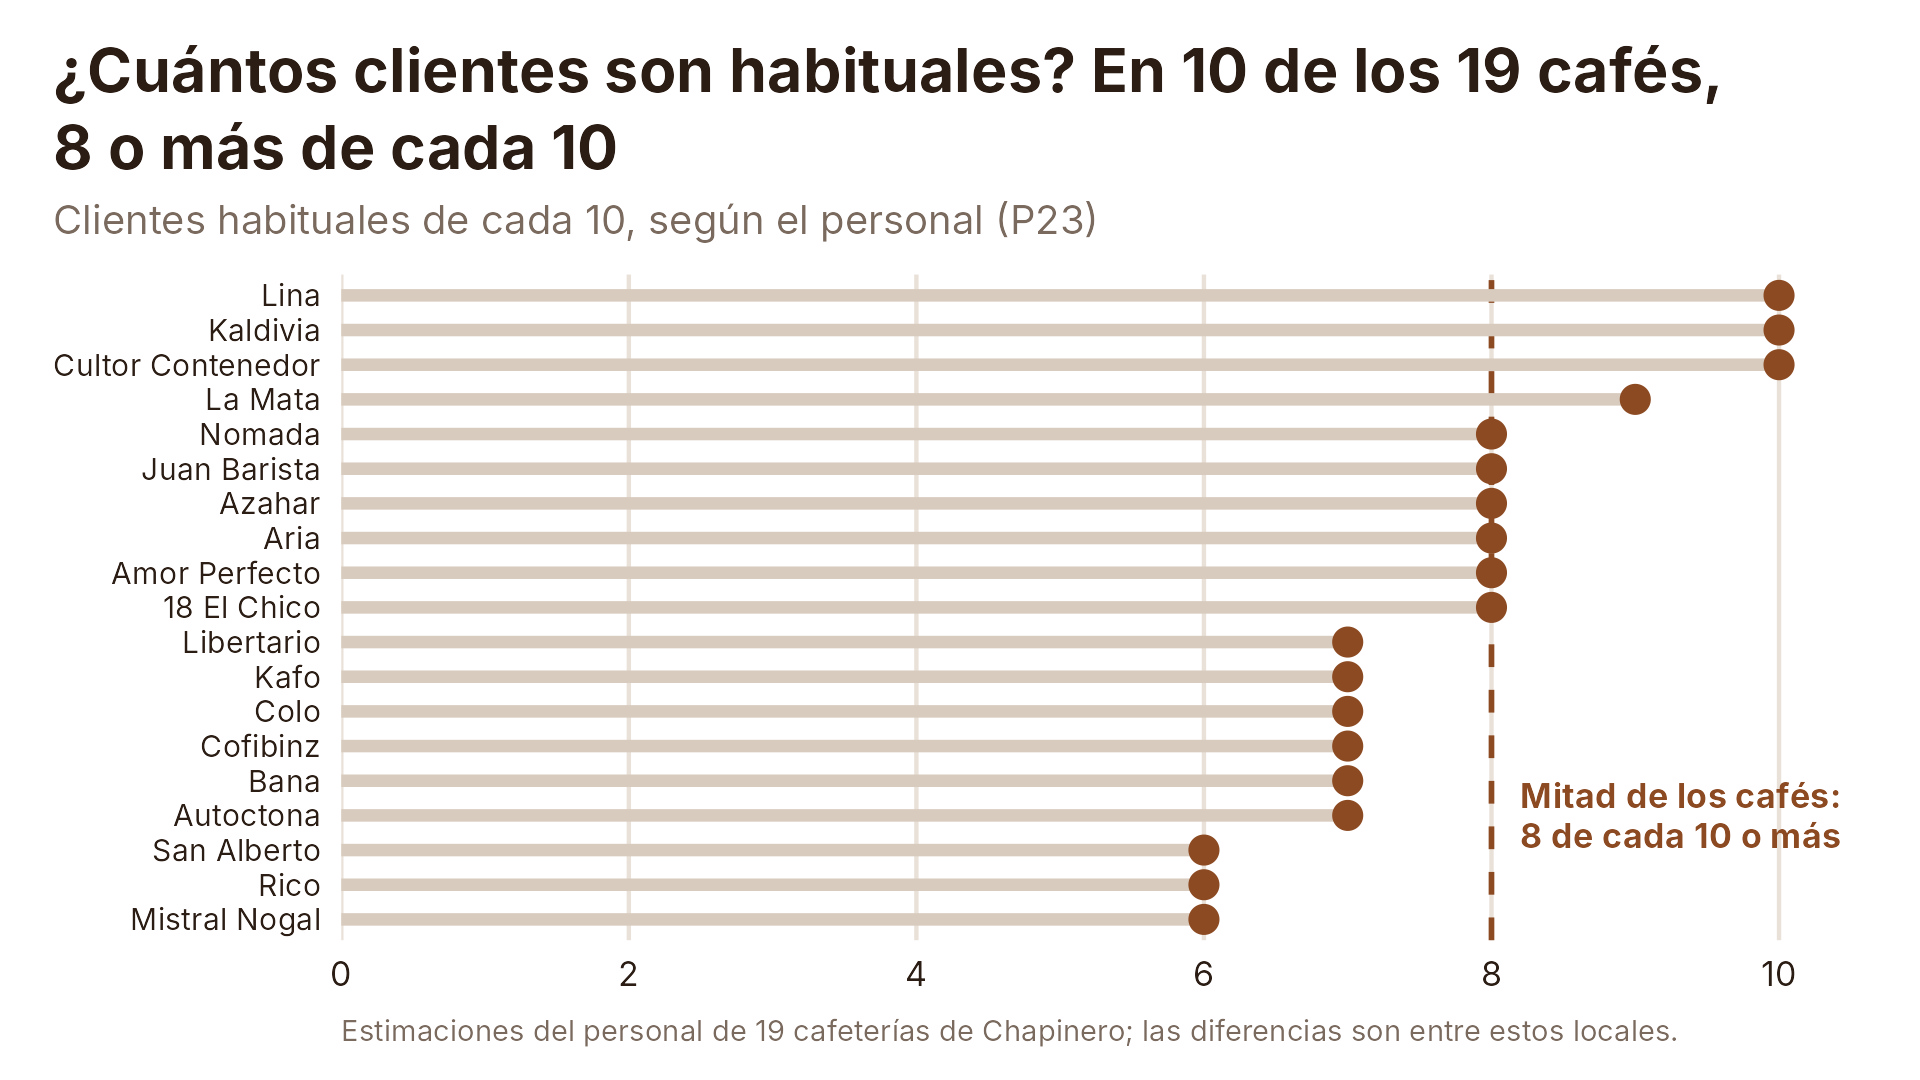 ¿Cuántos clientes son habituales? En 10 de los 19 cafés,
8 o más de cada 10
Clientes habituales de cada 10, según el personal (P23)
Lina
Kaldivia
Cultor Contenedor
La Mata
Nomada
Juan Barista
Azahar
Aria
Amor Perfecto
18 El Chico
Libertario
Kafo
Colo
Cofibinz
Bana
Autoctona
San Alberto
Rico
Mistral Nogal
Mitad de los cafés:
8 de cada 10 o más
0 2 4 6 8 10
Estimaciones del personal de 19 cafeterías de Chapinero; las diferencias son entre estos locales.